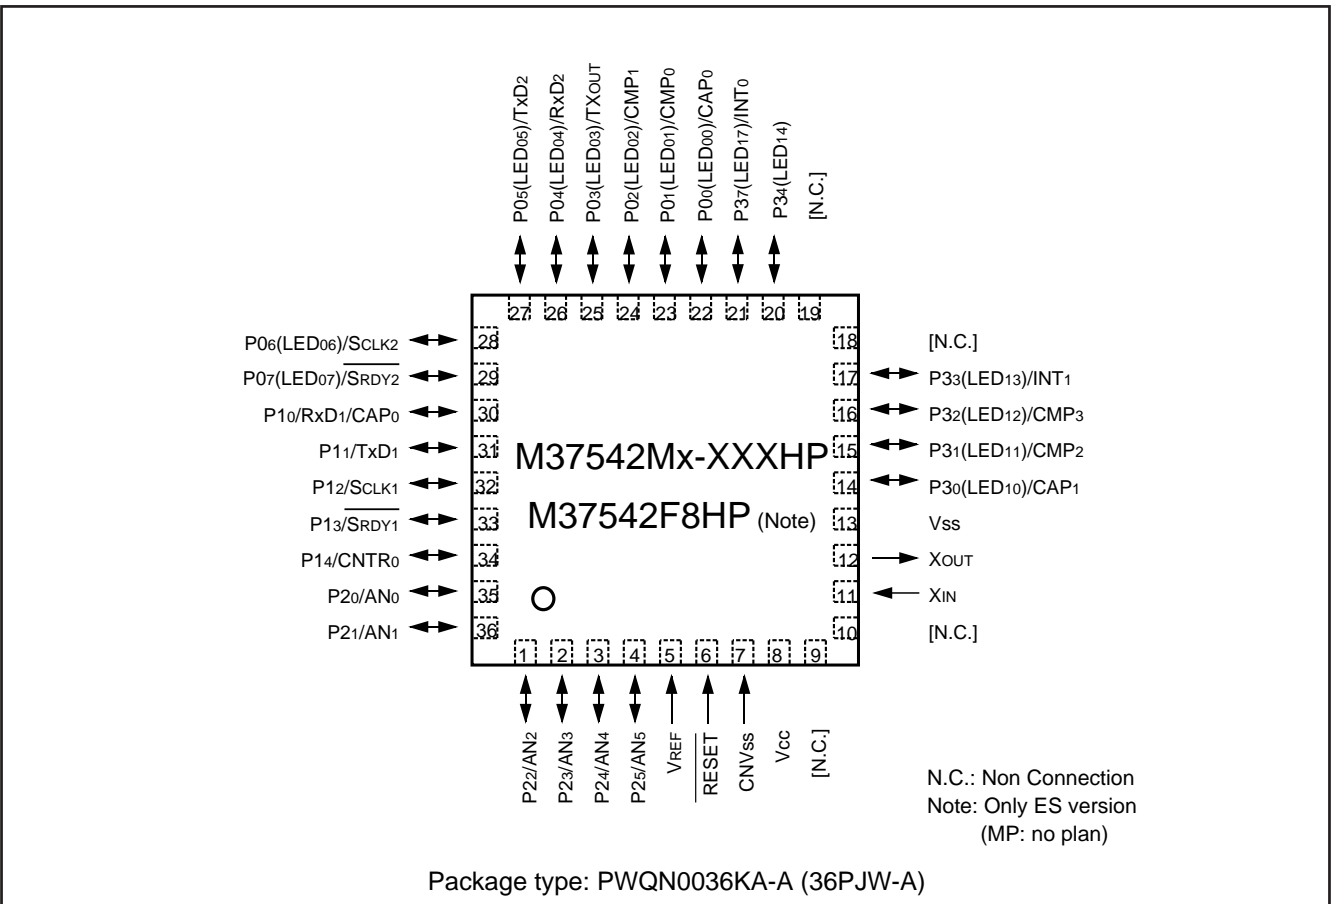 P05(LED05)/TxD2
P04(LED04)/RxD2
P03(LED03)/TXOUT
P02(LED02)/CMP1
P01(LED01)/CMP0
P00(LED00)/CAP0
P37(LED17)/INT0
P34(LED14)
[N.C.]
27 26 25 24 23 22 21 20 19
P06(LED06)/SCLK2 28
P07(LED07)/SRDY2 29
P10/RxD1/CAP0 30
P11/TxD1 31
P12/SCLK1 32
P13/SRDY1 33
P14/CNTR0 34
P20/AN0 35
P21/AN1 36
M37542Mx-XXXHP
M37542F8HP (Note)
18 [N.C.]
17 P33(LED13)/INT1
16 P32(LED12)/CMP3
15 P31(LED11)/CMP2
14 P30(LED10)/CAP1
13 Vss
12 XOUT
11 XIN
10 [N.C.]
1 2 3 4 5 6 7 8 9
P22/AN2
P23/AN3
P24/AN4
P25/AN5
VREF
RESET
CNVss
Vcc
[N.C.]
N.C.: Non Connection
Note: Only ES version
(MP: no plan)
Package type: PWQN0036KA-A (36PJW-A)